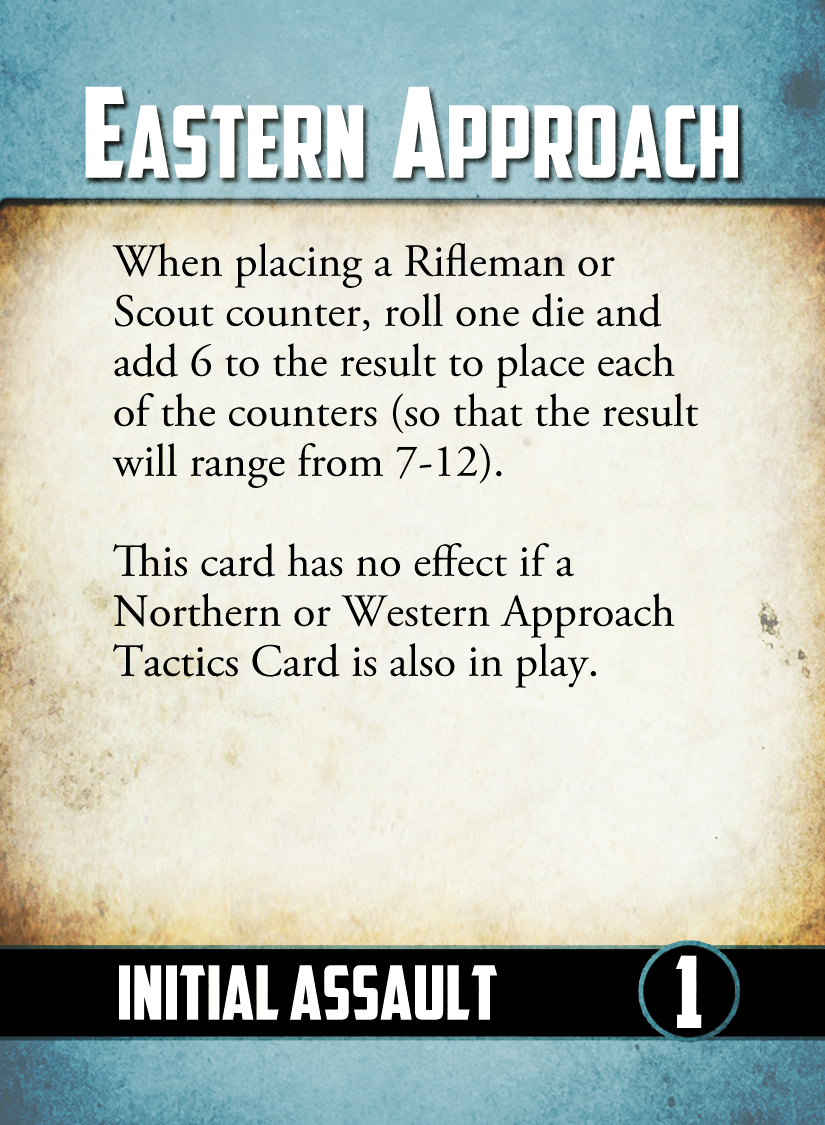 Eastern Approach
When placing a Rifleman or
Scout counter, roll one die and
add 6 to the result to place each
of the counters (so that the result
will range from 7-12).
This card has no effect if a
Northern or Western Approach
Tactics Card is also in play.
INITIAL ASSAULT
1